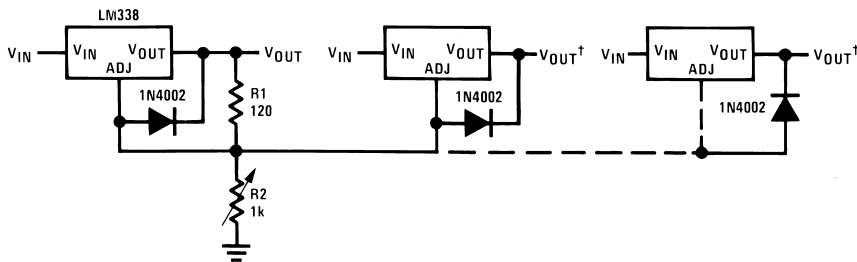 LM338
VIN VIN VOUT VOUT
ADJ
1N4002
R1
120
R2
1k
VIN VIN VOUT VOUT†
ADJ
1N4002
VIN VIN VOUT VOUT†
ADJ
1N4002